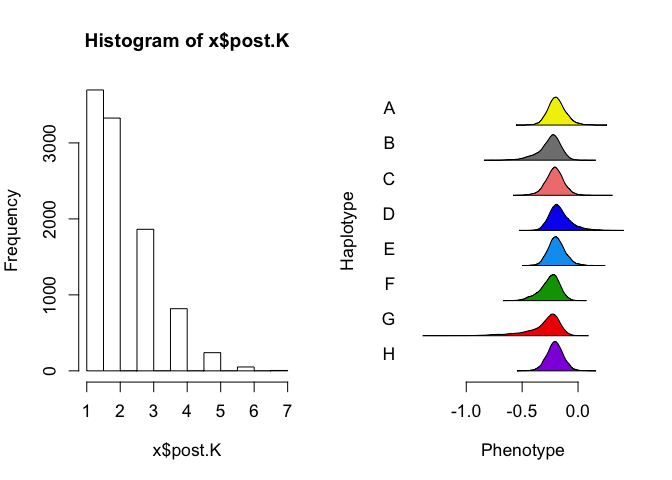 Histogram of x$post.K
Frequency
0
1000
2000
3000
1 2 3 4 5 6 7
x$post.K
Haplotype
A
B
C
D
E
F
G
H
-1.0 -0.5 0.0
Phenotype